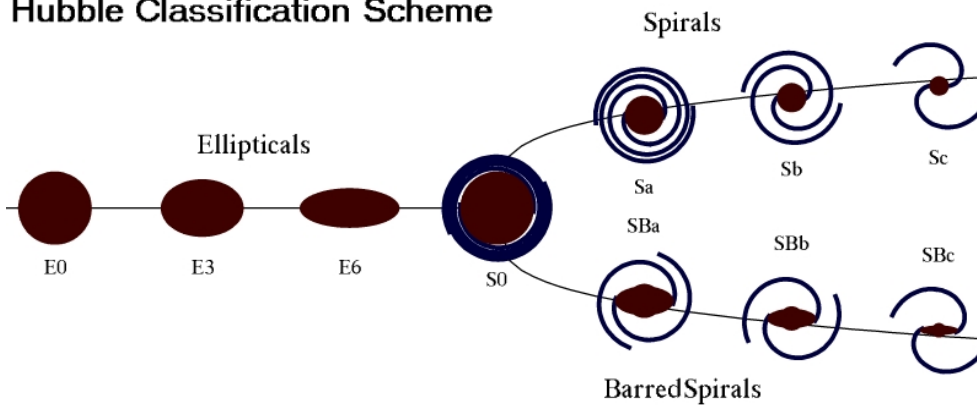 Hubble Classification Scheme
Spirals
Ellipticals
Sa
Sb
Sc
E0
E3
E6
S0
SBa
SBb
SBc
BarredSpirals